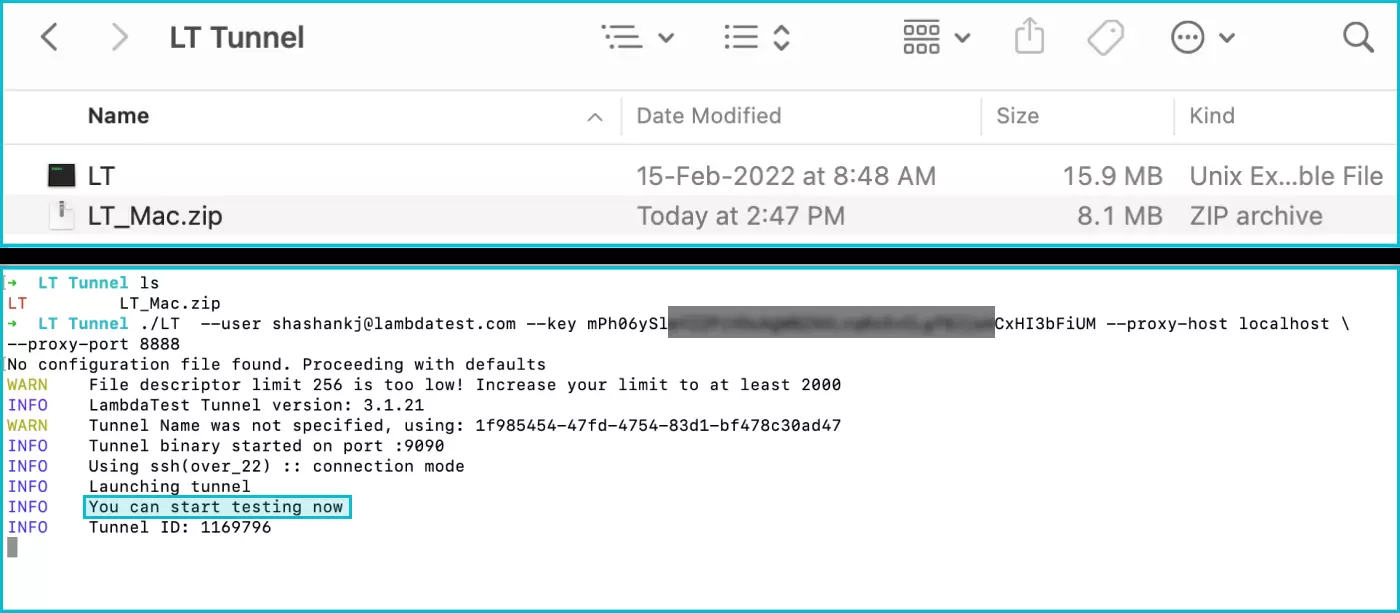 LT Tunnel
Name Date Modified Size Kind
LT 15-Feb-2022 at 8:48 AM 15.9 MB Unix Ex...ble File
LT_Mac.zip Today at 2:47 PM 8.1 MB ZIP archive
➜ LT Tunnel ls
LT LT_Mac.zip
➜ LT Tunnel ./LT --user shashankj@lambdatest.com --key mPh06ySl CxHI3bFiUM --proxy-host localhost \
--proxy-port 8888
No configuration file found. Proceeding with defaults
WARN File descriptor limit 256 is too low! Increase your limit to at least 2000
INFO LambdaTest Tunnel version: 3.1.21
WARN Tunnel Name was not specified, using: 1f985454-47fd-4754-83d1-bf478c30ad47
INFO Tunnel binary started on port :9090
INFO Using ssh(over_22) :: connection mode
INFO Launching tunnel
INFO You can start testing now
INFO Tunnel ID: 1169796